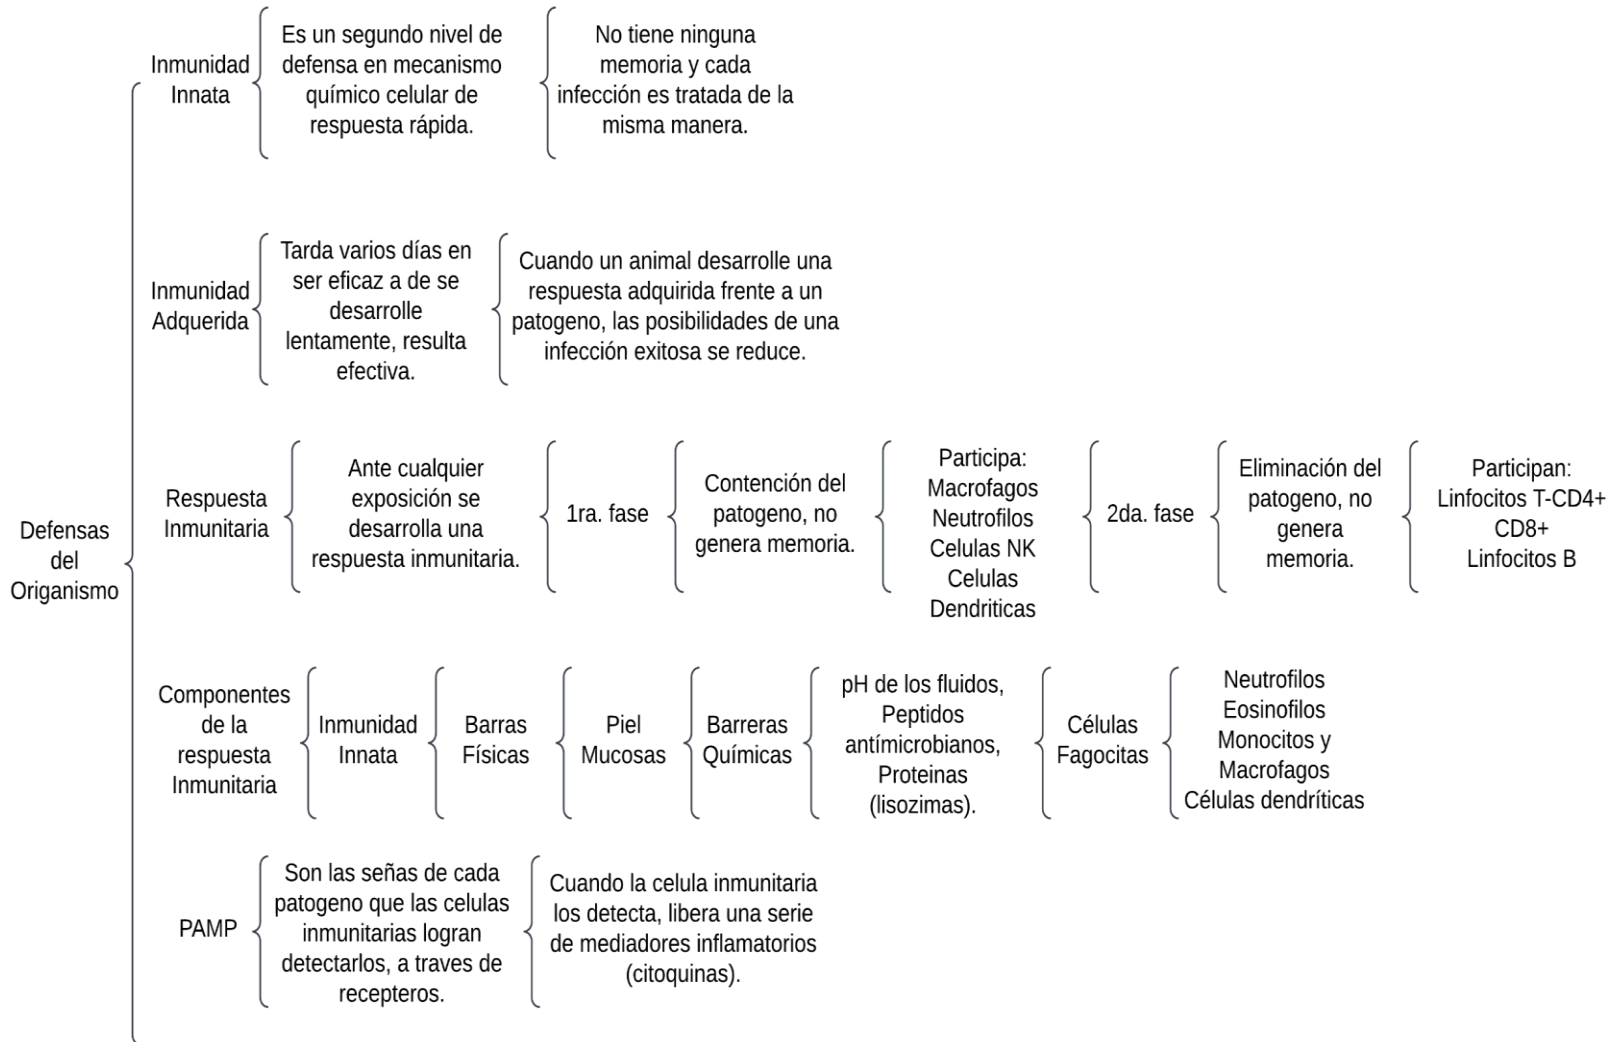 Defensas
del
Origanismo
Inmunidad
Innata
Es un segundo nivel de
defensa en mecanismo
químico celular de
respuesta rápida.
No tiene ninguna
memoria y cada
infección es tratada de la
misma manera.
Inmunidad
Adquerida
Tarda varios días en
ser eficaz a de se
desarrolle
lentamente, resulta
efectiva.
Cuando un animal desarrolle una
respuesta adquirida frente a un
patogeno, las posibilidades de una
infección exitosa se reduce.
Respuesta
Inmunitaria
Ante cualquier
exposición se
desarrolla una
respuesta inmunitaria.
1ra. fase
Contención del
patogeno, no
genera memoria.
Participa:
Macrofagos
Neutrofilos
Celulas NK
Celulas
Dendriticas
2da. fase
Eliminación del
patogeno, no
genera
memoria.
Participan:
Linfocitos T-CD4+
CD8+
Linfocitos B
Componentes
de la
respuesta
Inmunitaria
Inmunidad
Innata
Barras
Físicas
Piel
Mucosas
Barreras
Químicas
pH de los fluidos,
Peptidos
antímicrobianos,
Proteinas
(lisozimas).
Células
Fagocitas
Neutrofilos
Eosinofilos
Monocitos y
Macrofagos
Células dendríticas
PAMP
Son las señas de cada
patogeno que las celulas
inmunitarias logran
detectarlos, a traves de
recepteros.
Cuando la celula inmunitaria
los detecta, libera una serie
de mediadores inflamatorios
(citoquinas).